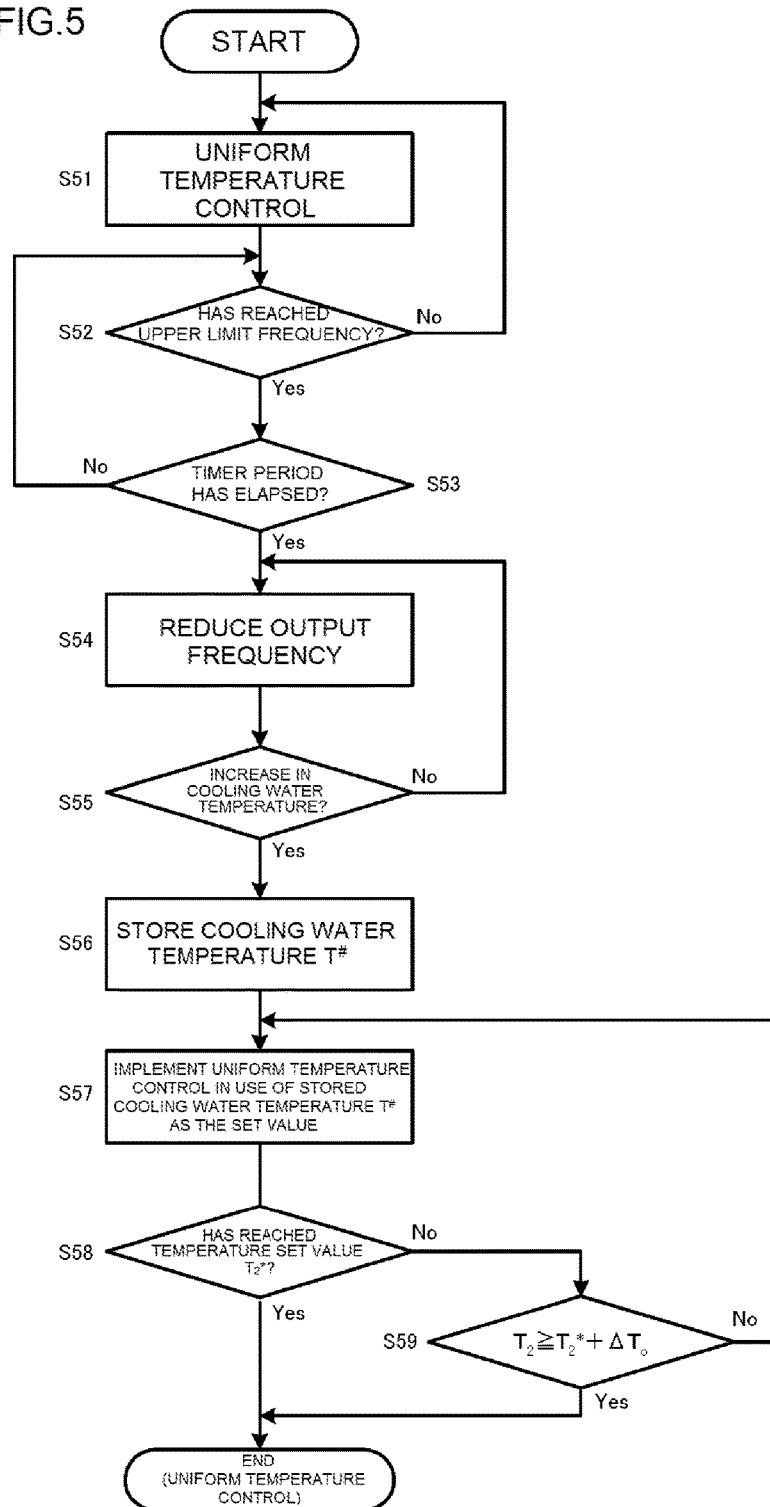 FIG.5
START
S51
UNIFORM
TEMPERATURE
CONTROL
S52
HAS REACHED
UPPER LIMIT FREQUENCY?
No
Yes
No
TIMER PERIOD
HAS ELAPSED?
S53
Yes
S54
REDUCE OUTPUT
FREQUENCY
S55
INCREASE IN
COOLING WATER
TEMPERATURE?
No
Yes
S56
STORE COOLING WATER
TEMPERATURE T#
S57
IMPLEMENT UNIFORM TEMPERATURE
CONTROL IN USE OF STORED
COOLING WATER TEMPERATURE T#
AS THE SET VALUE
S58
HAS REACHED
TEMPERATURE SET VALUE
T₂*?
No
Yes
S59
T₂≧T₂*+ΔT₀
No
Yes
END
(UNIFORM TEMPERATURE
CONTROL)